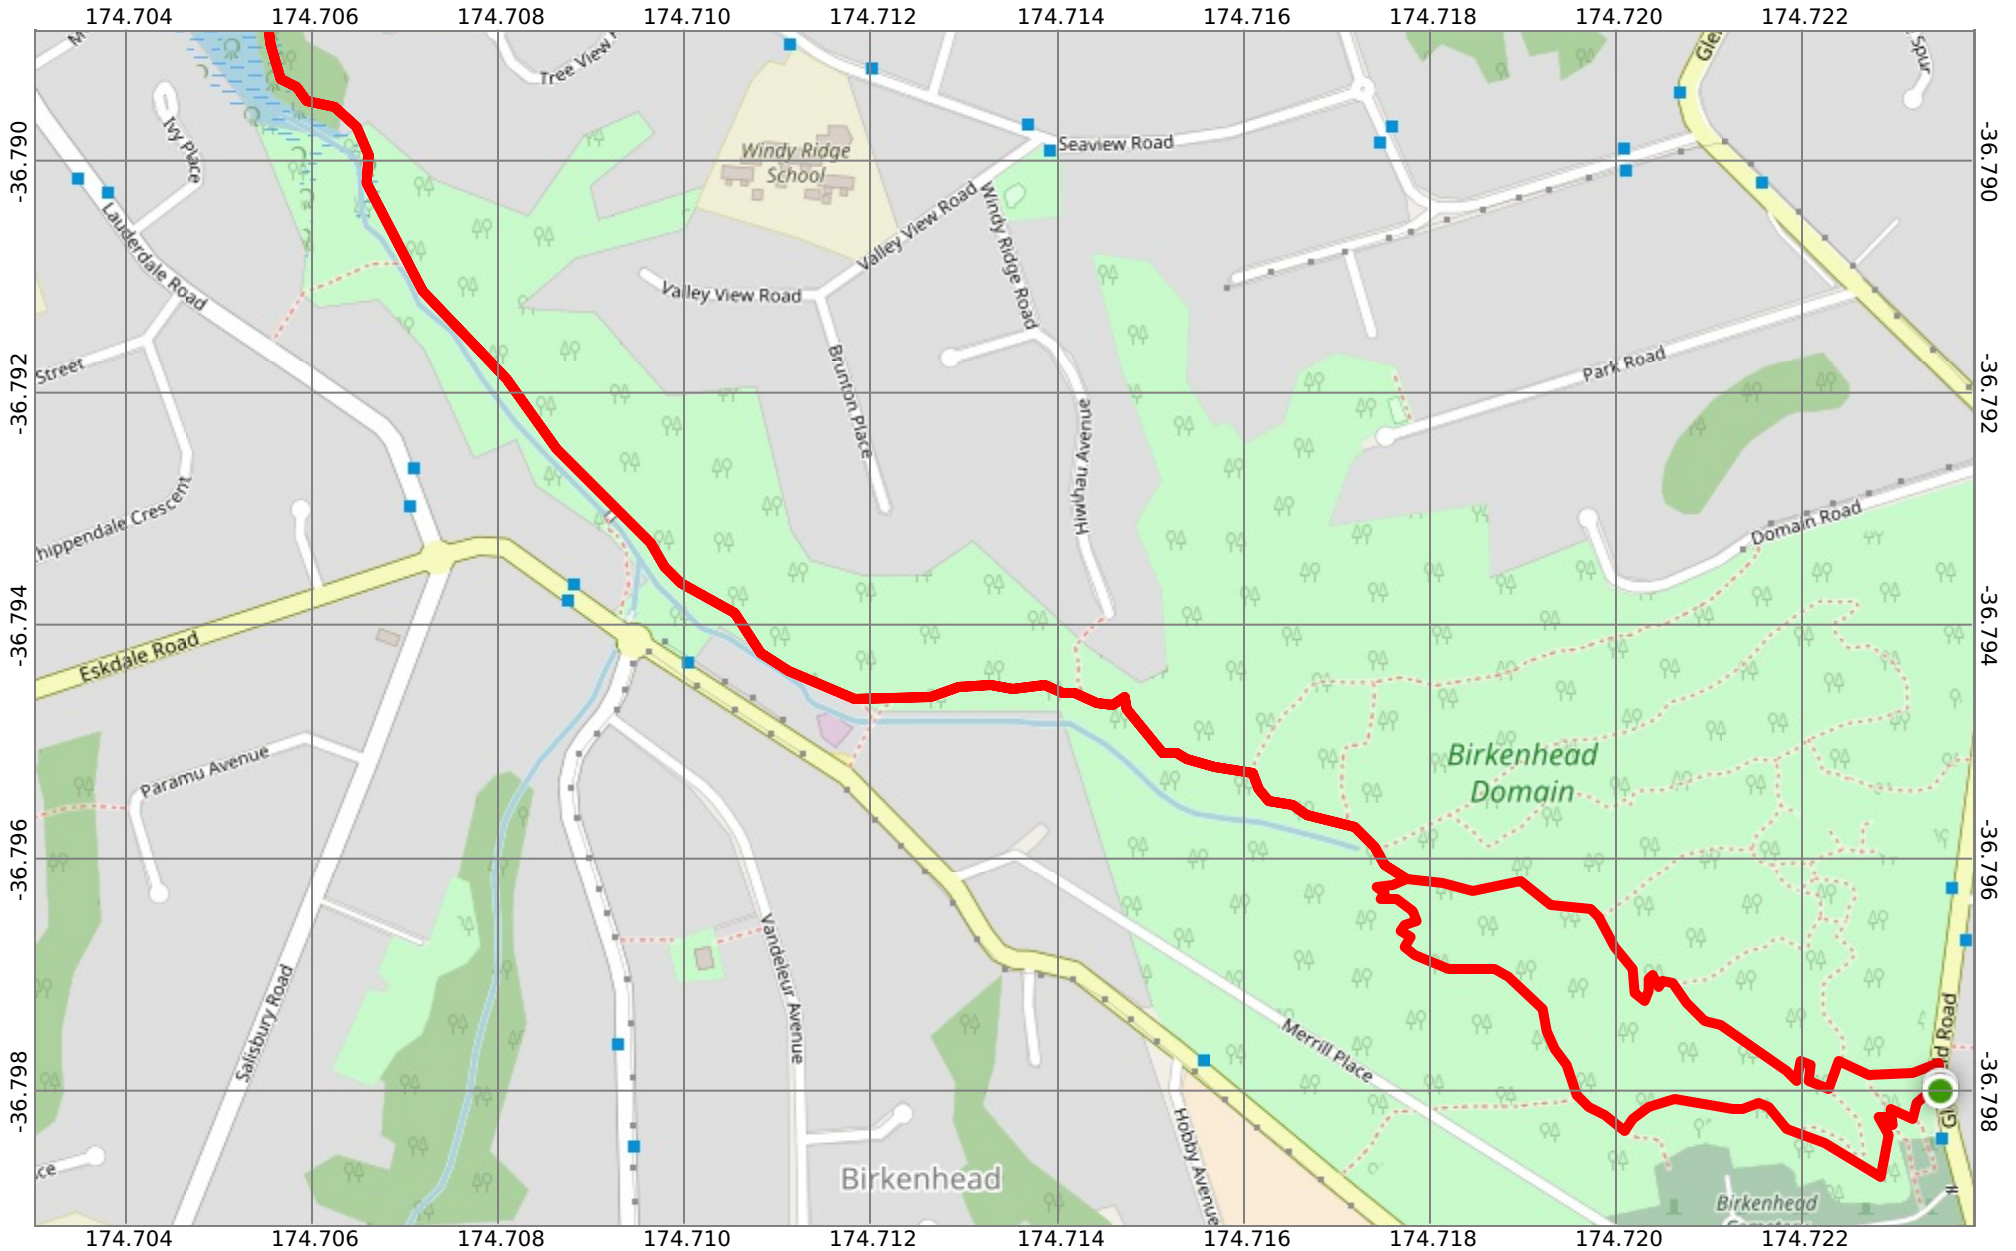 174.704 174.706 174.708 174.710 174.712 174.714 174.716 174.718 174.720 174.722
Tree View
Spur
Ivy Place
Windy Ridge
School
Seaview Road
-36.790
-36.790
Valley View Road
Windy Ridge Road
Lauderdale Road
Valley View Road
Street
Brunton Place
Park Road
-36.792
-36.792
Hiwihau Avenue
hippendale Crescent
Domain Road
-36.794
-36.794
Eskdale Road
Birkenhead
Domain
Paramu Avenue
-36.796
-36.796
Vandeleur Avenue
Salisbury Road
Merrill Place
-36.798
-36.798
Hobby Avenue
Birkenhead
Birkenhead
Cemetery
174.704 174.706 174.708 174.710 174.712 174.714 174.716 174.718 174.720 174.722